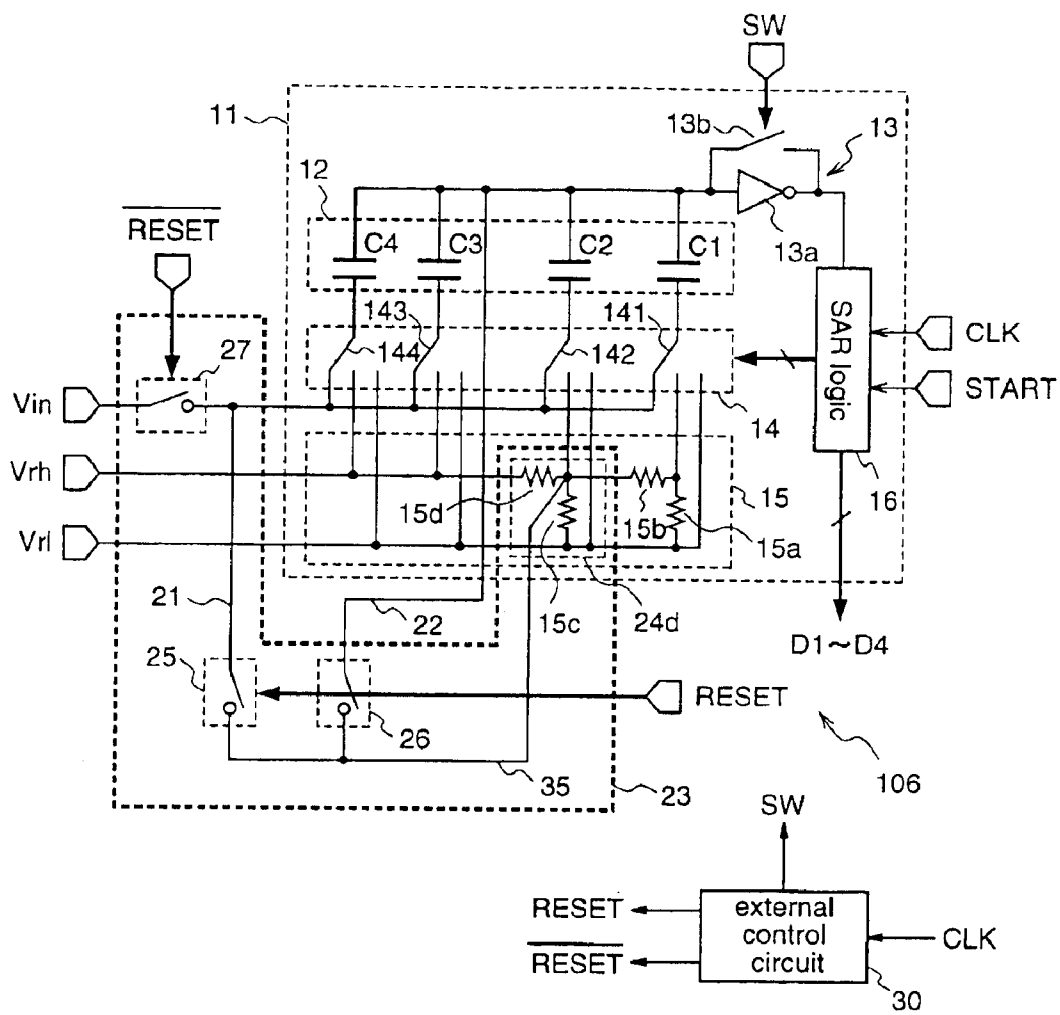 SW
11
13b
13
12
RESET
C4
C3
C2
C1
13a
143
141
144
142
SAR logic
CLK
START
27
Vin
14
16
Vrh
15d
15b
15
15a
Vrl
21
22
15c
24d
D1~D4
25
RESET
26
35
23
106
SW
RESET
external
control
circuit
CLK
RESET
30